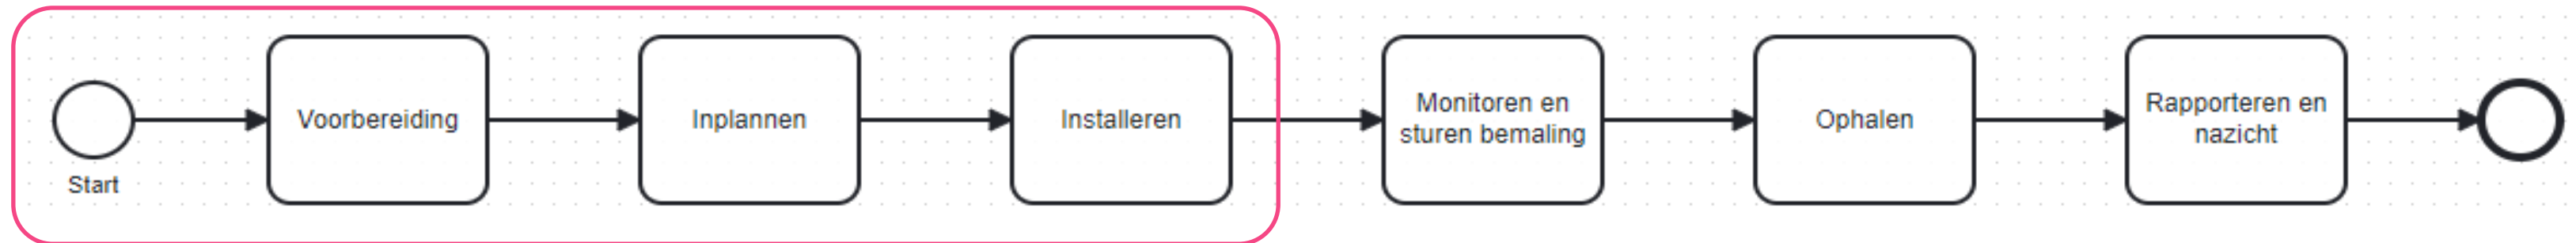 Start
Voorbereiding
Inplannen
Installeren
Monitoren en
sturen bemaling
Ophalen
Rapporteren en
nazicht